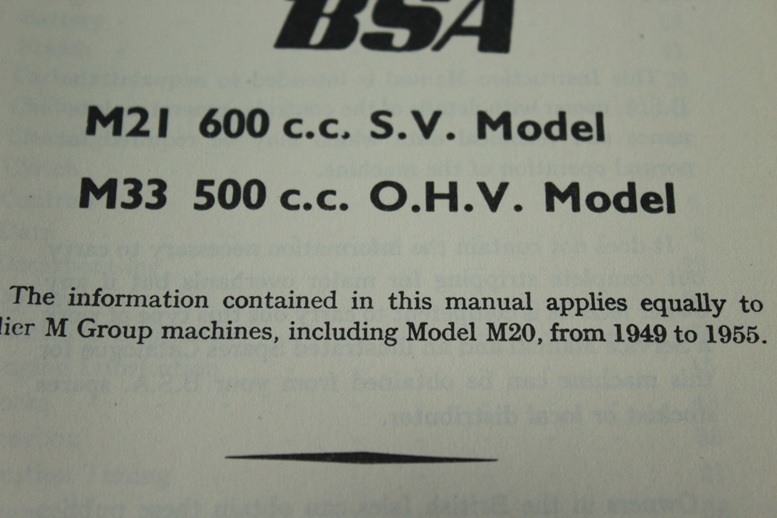 BSA
M21 600 c.c. S.V. Model
M33 500 c.c. O.H.V. Model
The information contained in this manual applies equally to
lier M Group machines, including Model M20, from 1949 to 1955.